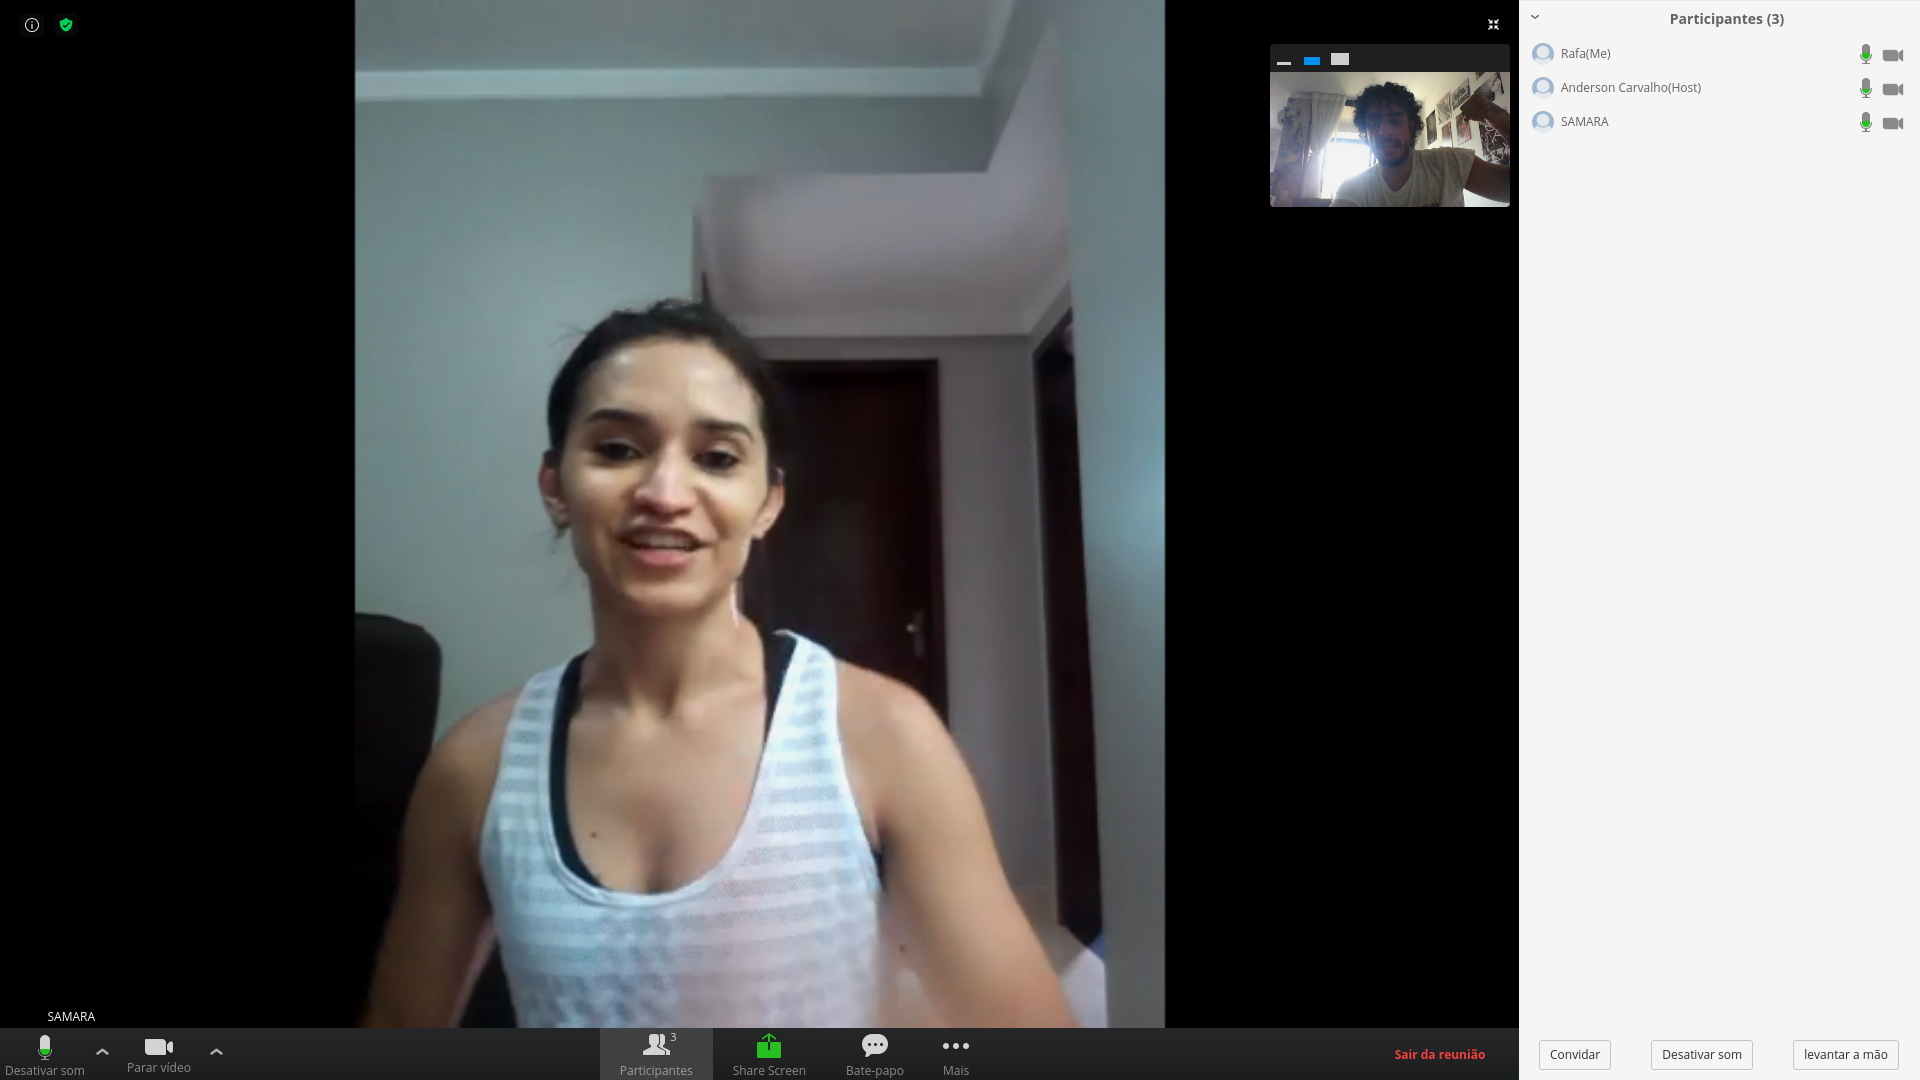 Participantes (3)
Rafa(Me)
Anderson Carvalho(Host)
SAMARA
SAMARA
Desativar som
Parar vídeo
3
Participantes
Share Screen
Bate-papo
Mais
Sair da reunião
Convidar
Desativar som
levantar a mão